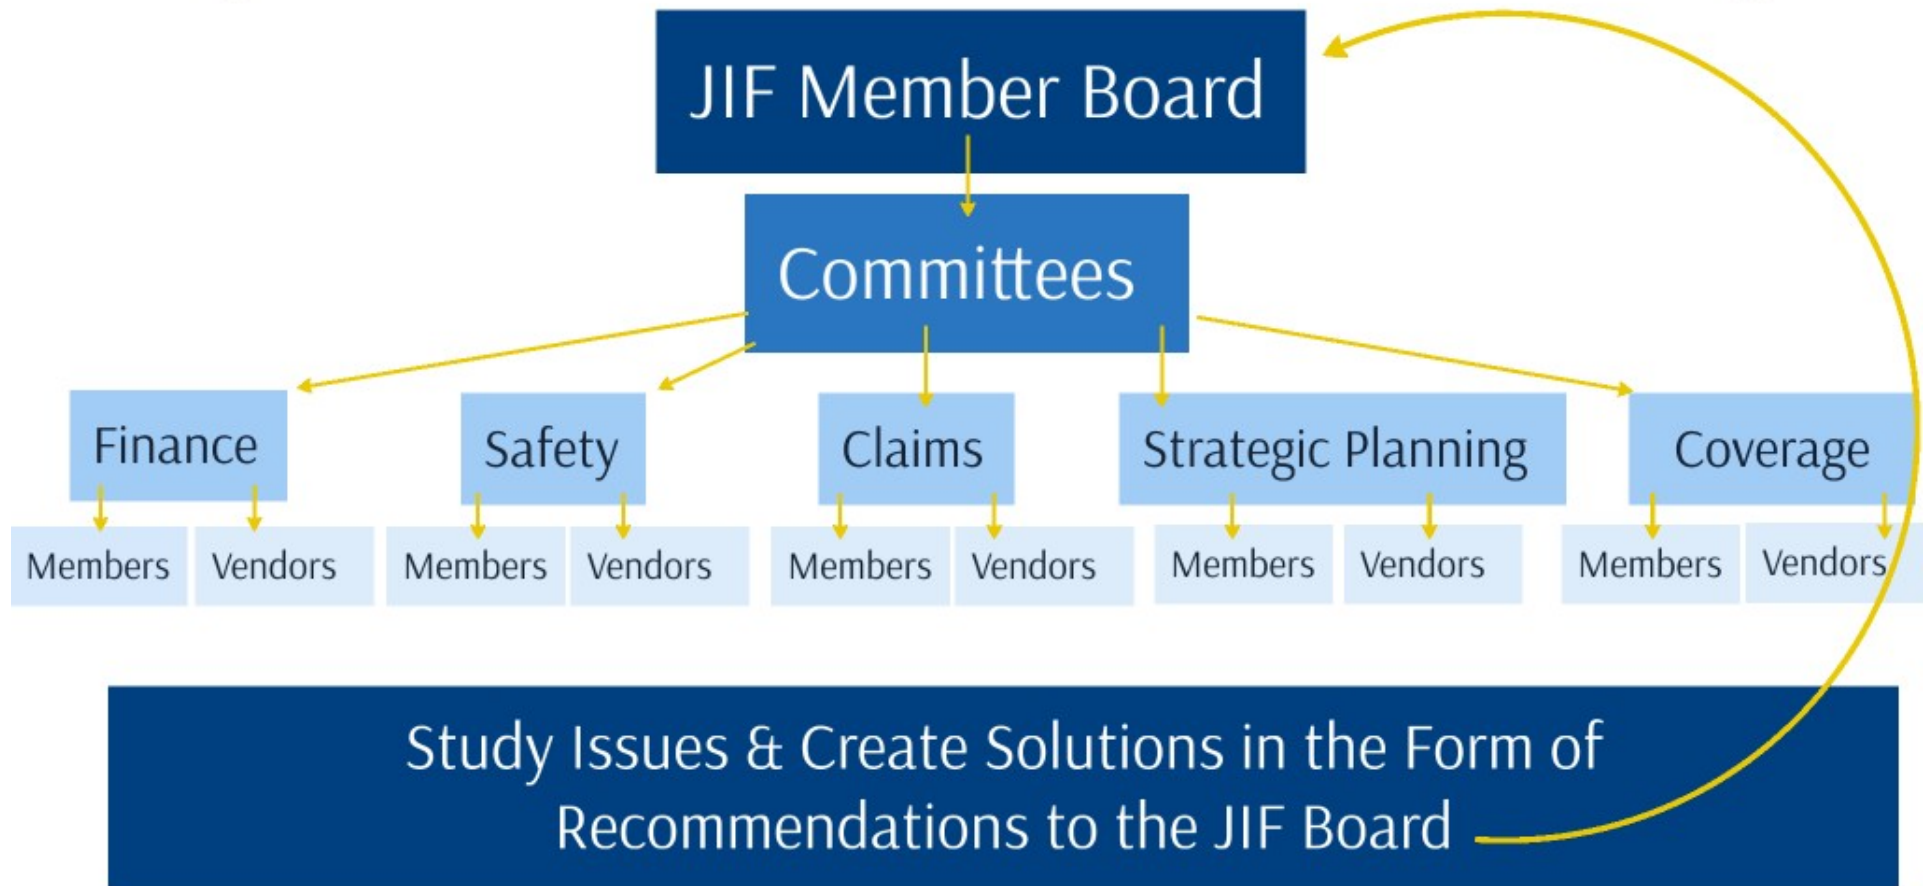 JIF Member Board
Committees
Finance
Safety
Claims
Strategic Planning
Coverage
Members
Vendors
Members
Vendors
Members
Vendors
Members
Vendors
Members
Vendors
Study Issues & Create Solutions in the Form of
Recommendations to the JIF Board